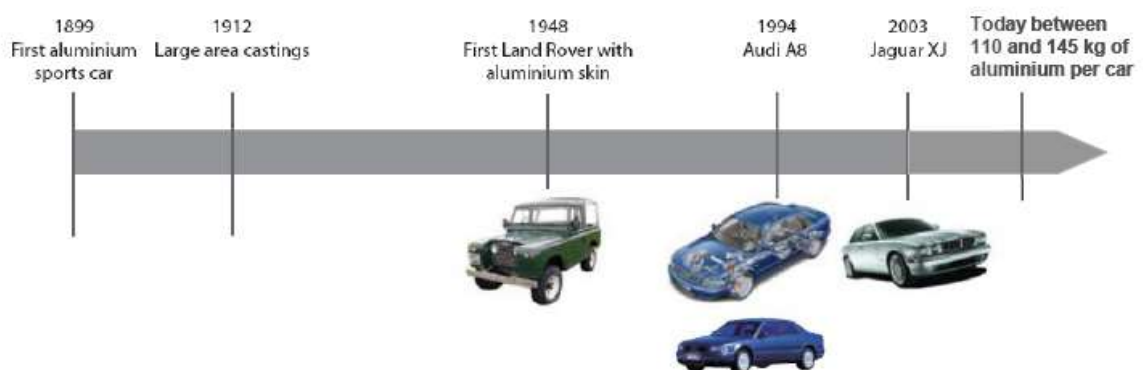 1899
First aluminium
sports car
1912
Large area castings
1948
First Land Rover with
aluminium skin
1994
Audi A8
2003
Jaguar XJ
Today between
110 and 145 kg of
aluminium per car